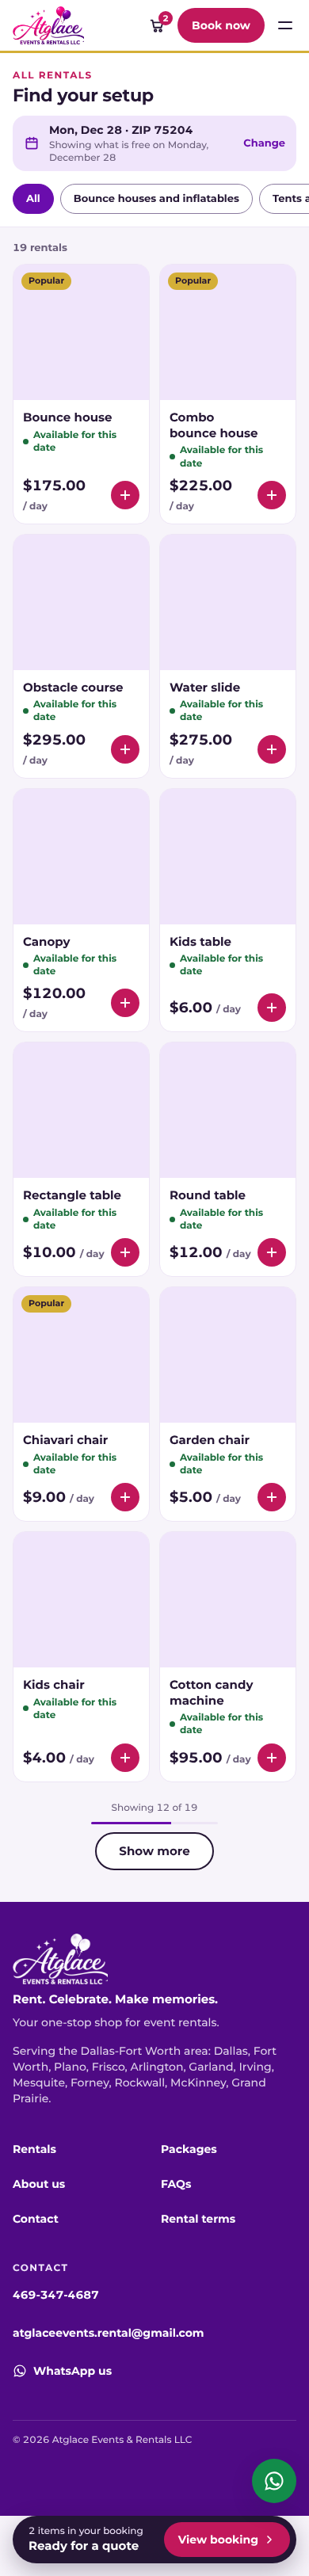 Atglace
EVENTS & RENTALS LLC
2
Book now
ALL RENTALS
Find your setup
Mon, Dec 28 · ZIP 75204
Showing what is free on Monday,
December 28
Change
All
Bounce houses and inflatables
Tents a
19 rentals
Popular
Bounce house
Available for this
date
$175.00
/ day
Popular
Combo
bounce house
Available for this
date
$225.00
/ day
Obstacle course
Available for this
date
$295.00
/ day
Water slide
Available for this
date
$275.00
/ day
Canopy
Available for this
date
$120.00
/ day
Kids table
Available for this
date
$6.00 / day
Rectangle table
Available for this
date
$10.00 / day
Round table
Available for this
date
$12.00 / day
Popular
Chiavari chair
Available for this
date
$9.00 / day
Garden chair
Available for this
date
$5.00 / day
Kids chair
Available for this
date
$4.00 / day
Cotton candy
machine
Available for this
date
$95.00 / day
Showing 12 of 19
Show more
Atglace
EVENTS & RENTALS LLC
Rent. Celebrate. Make memories.
Your one-stop shop for event rentals.
Serving the Dallas-Fort Worth area: Dallas, Fort
Worth, Plano, Frisco, Arlington, Garland, Irving,
Mesquite, Forney, Rockwall, McKinney, Grand
Prairie.
Rentals
Packages
About us
FAQs
Contact
Rental terms
CONTACT
469-347-4687
atglaceevents.rental@gmail.com
WhatsApp us
© 2026 Atglace Events & Rentals LLC
2 items in your booking
Ready for a quote
View booking